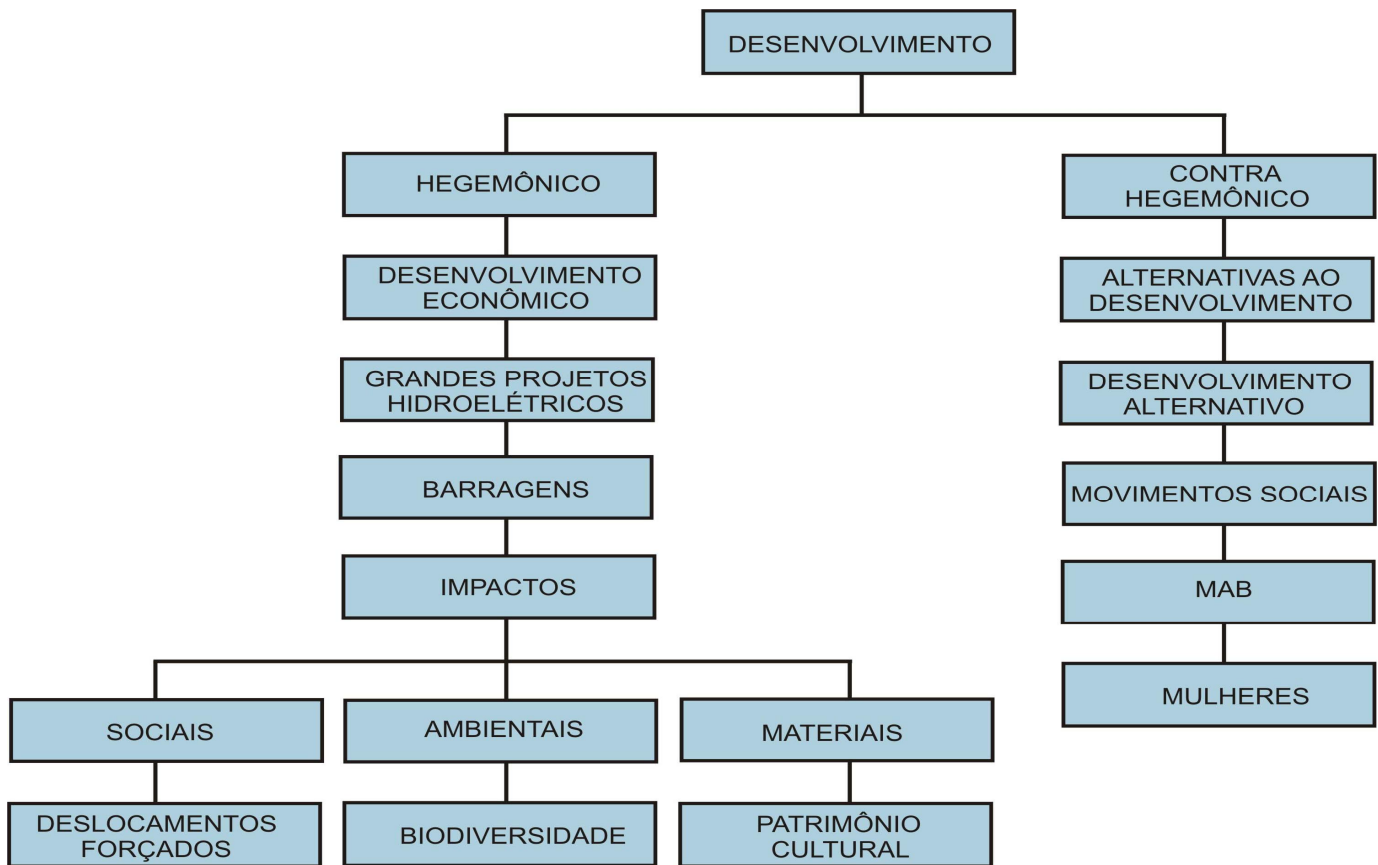 DESENVOLVIMENTO
HEGEMÔNICO
CONTRA
HEGEMÔNICO
DESENVOLVIMENTO
ECONÔMICO
ALTERNATIVAS AO
DESENVOLVIMENTO
GRANDES PROJETOS
HIDROELÉTRICOS
DESENVOLVIMENTO
ALTERNATIVO
BARRAGENS
MOVIMENTOS SOCIAIS
IMPACTOS
MAB
SOCIAIS
AMBIENTAIS
MATERIAIS
MULHERES
DESLOCAMENTOS
FORÇADOS
BIODIVERSIDADE
PATRIMÔNIO
CULTURAL